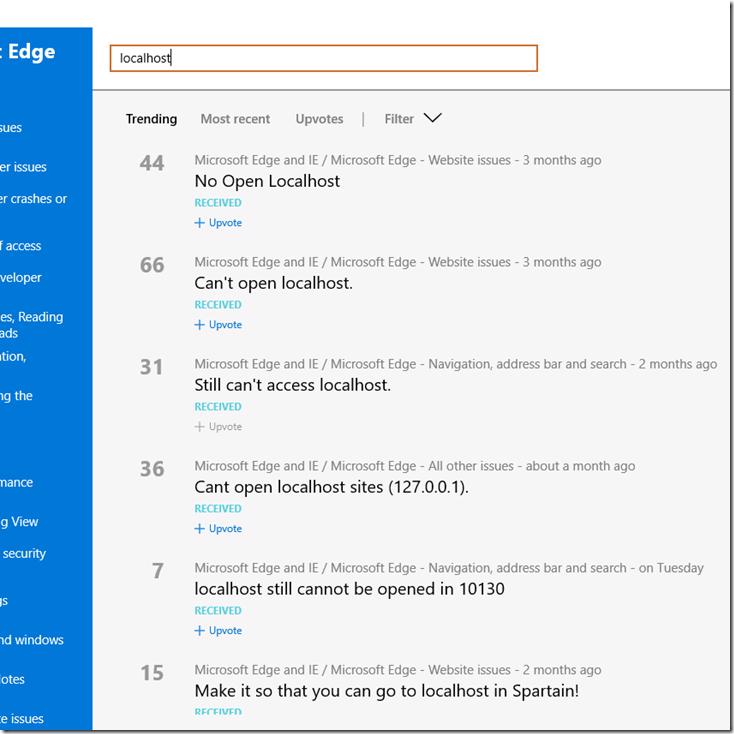 : Edge
localhost
sues
er issues
er crashes or
f access
veloper
es, Reading
ads
tion,
ng the
mance
g View
security
gs
nd windows
lotes
te issues
Trending Most recent Upvotes | Filter
44 Microsoft Edge and IE / Microsoft Edge - Website issues - 3 months ago
No Open Localhost
RECEIVED
+ Upvote
66 Microsoft Edge and IE / Microsoft Edge - Website issues - 3 months ago
Can't open localhost.
RECEIVED
+ Upvote
31 Microsoft Edge and IE / Microsoft Edge - Navigation, address bar and search - 2 months ago
Still can't access localhost.
RECEIVED
+ Upvote
36 Microsoft Edge and IE / Microsoft Edge - All other issues - about a month ago
Cant open localhost sites (127.0.0.1).
RECEIVED
+ Upvote
7 Microsoft Edge and IE / Microsoft Edge - Navigation, address bar and search - on Tuesday
localhost still cannot be opened in 10130
RECEIVED
+ Upvote
15 Microsoft Edge and IE / Microsoft Edge - Website issues - 2 months ago
Make it so that you can go to localhost in Spartain!
RECEIVED